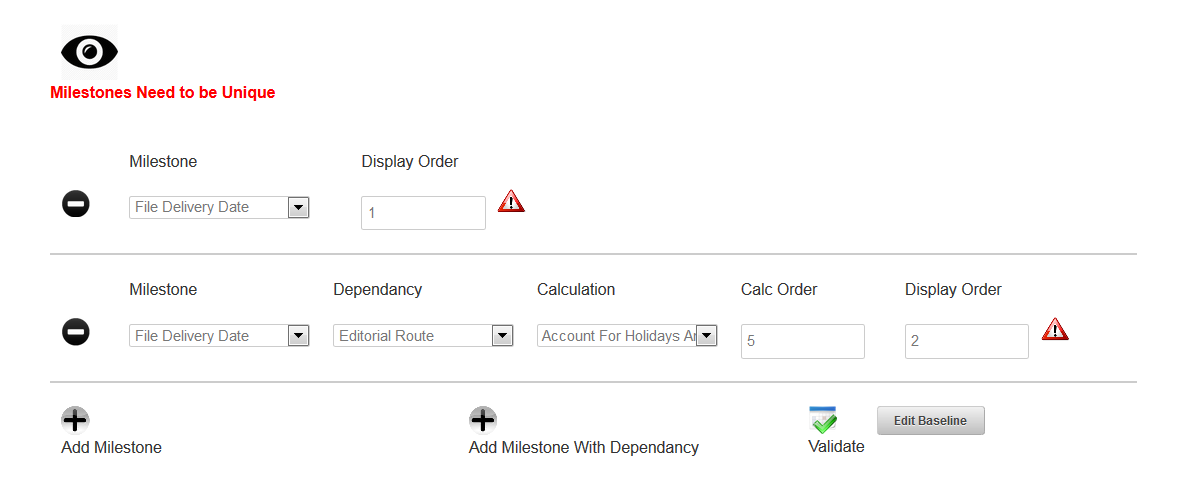 Milestones Need to be Unique
Milestone Display Order
File Delivery Date 1
Milestone Dependancy Calculation Calc Order Display Order
File Delivery Date Editorial Route Account For Holidays 5 2
Add Milestone Add Milestone With Dependancy Validate Edit Baseline